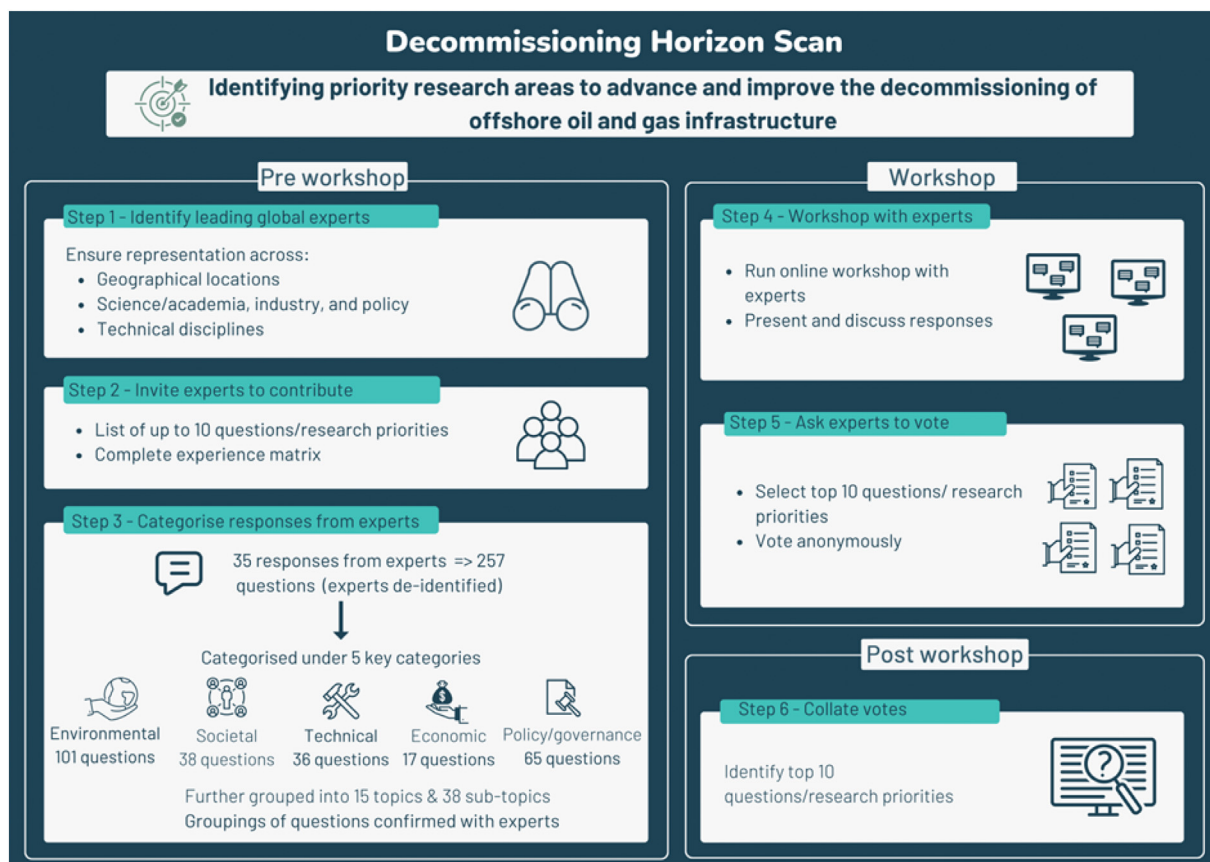 Decommissioning Horizon Scan
Identifying priority research areas to advance and improve the decommissioning of
offshore oil and gas infrastructure
Pre workshop
Step 1 - Identify leading global experts
Ensure representation across:
• Geographical locations
• Science/academia, industry, and policy
• Technical disciplines
Step 2 - Invite experts to contribute
• List of up to 10 questions/research priorities
• Complete experience matrix
Step 3 - Categorise responses from experts
35 responses from experts => 257
questions (experts de-identified)
Categorised under 5 key categories
Environmental
101 questions
Societal
38 questions
Technical
36 questions
$
Economic
17 questions
Policy/governance
65 questions
Further grouped into 15 topics & 38 sub-topics
Groupings of questions confirmed with experts
Workshop
Step 4 - Workshop with experts
• Run online workshop with
experts
• Present and discuss responses
Step 5 - Ask experts to vote
• Select top 10 questions/ research
priorities
• Vote anonymously
Post workshop
Step 6 - Collate votes
Identify top 10
questions/research priorities
?